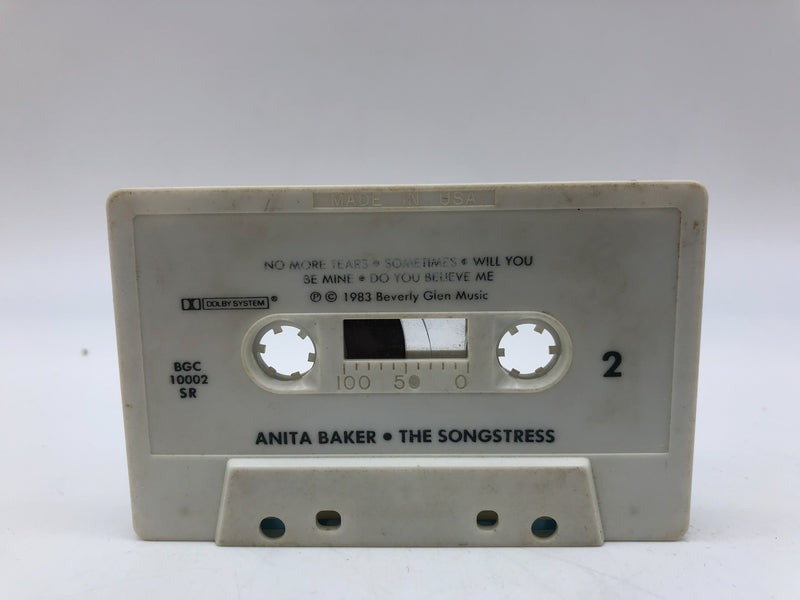 MADE IN USA
NO MORE TEARS • SOMETIMES • WILL YOU
BE MINE • DO YOU BELIEVE ME
℗ © 1983 Beverly Glen Music
DOLBY SYSTEM ®
BGC
10002
SR
2
100 50 0
ANITA BAKER • THE SONGSTRESS